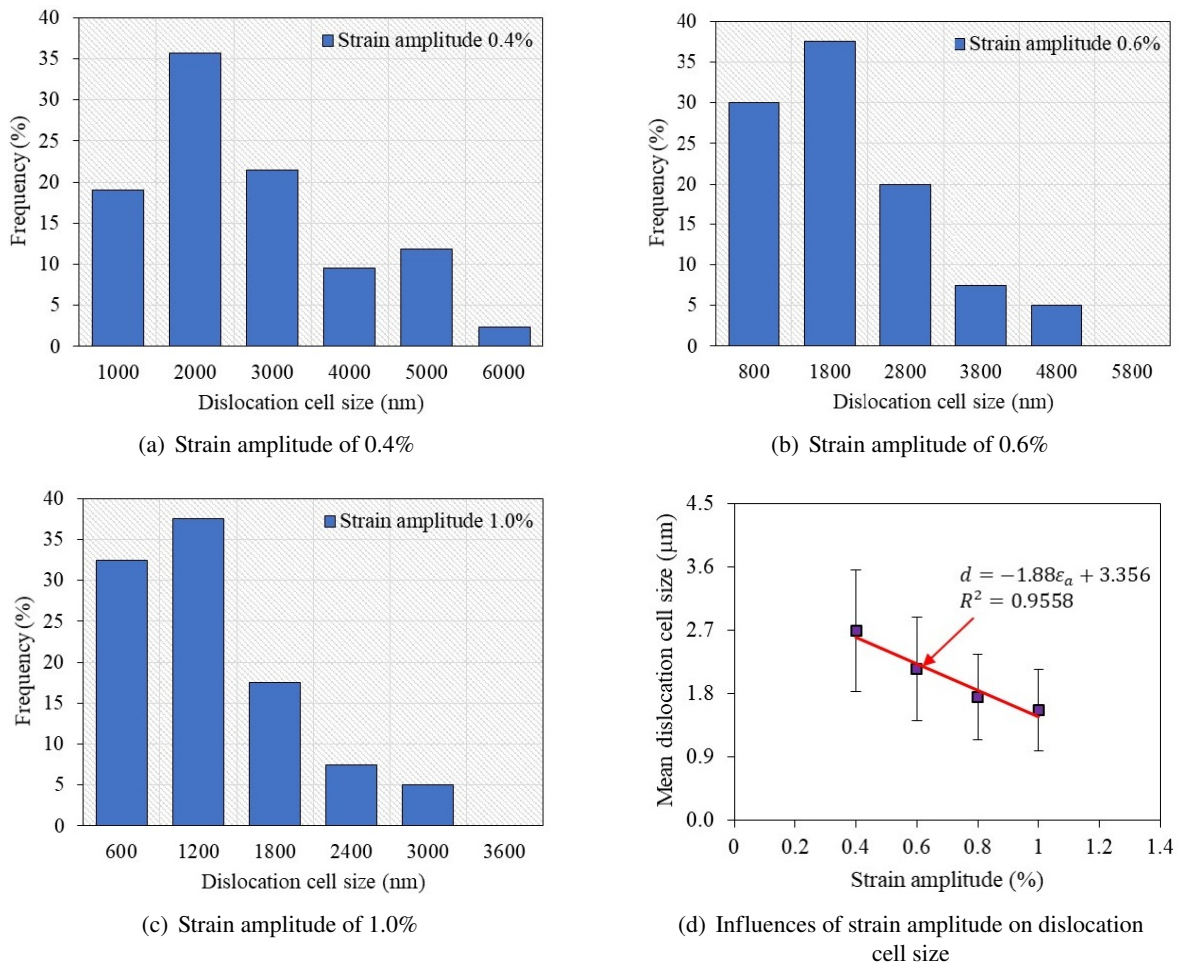 40
35
30
25
20
15
10
5
0
Frequency (%)
Strain amplitude 0.4%
1000 2000 3000 4000 5000 6000
Dislocation cell size (nm)
(a) Strain amplitude of 0.4%
40
35
30
25
20
15
10
5
0
Frequency (%)
Strain amplitude 0.6%
800 1800 2800 3800 4800 5800
Dislocation cell size (nm)
(b) Strain amplitude of 0.6%
40
35
30
25
20
15
10
5
0
Frequency (%)
Strain amplitude 1.0%
600 1200 1800 2400 3000 3600
Dislocation cell size (nm)
(c) Strain amplitude of 1.0%
4.5
3.6
2.7
1.8
0.9
0.0
Mean dislocation cell size (µm)
d = −1.88εₐ + 3.356
R² = 0.9558
0 0.2 0.4 0.6 0.8 1 1.2 1.4
Strain amplitude (%)
(d) Influences of strain amplitude on dislocation
cell size